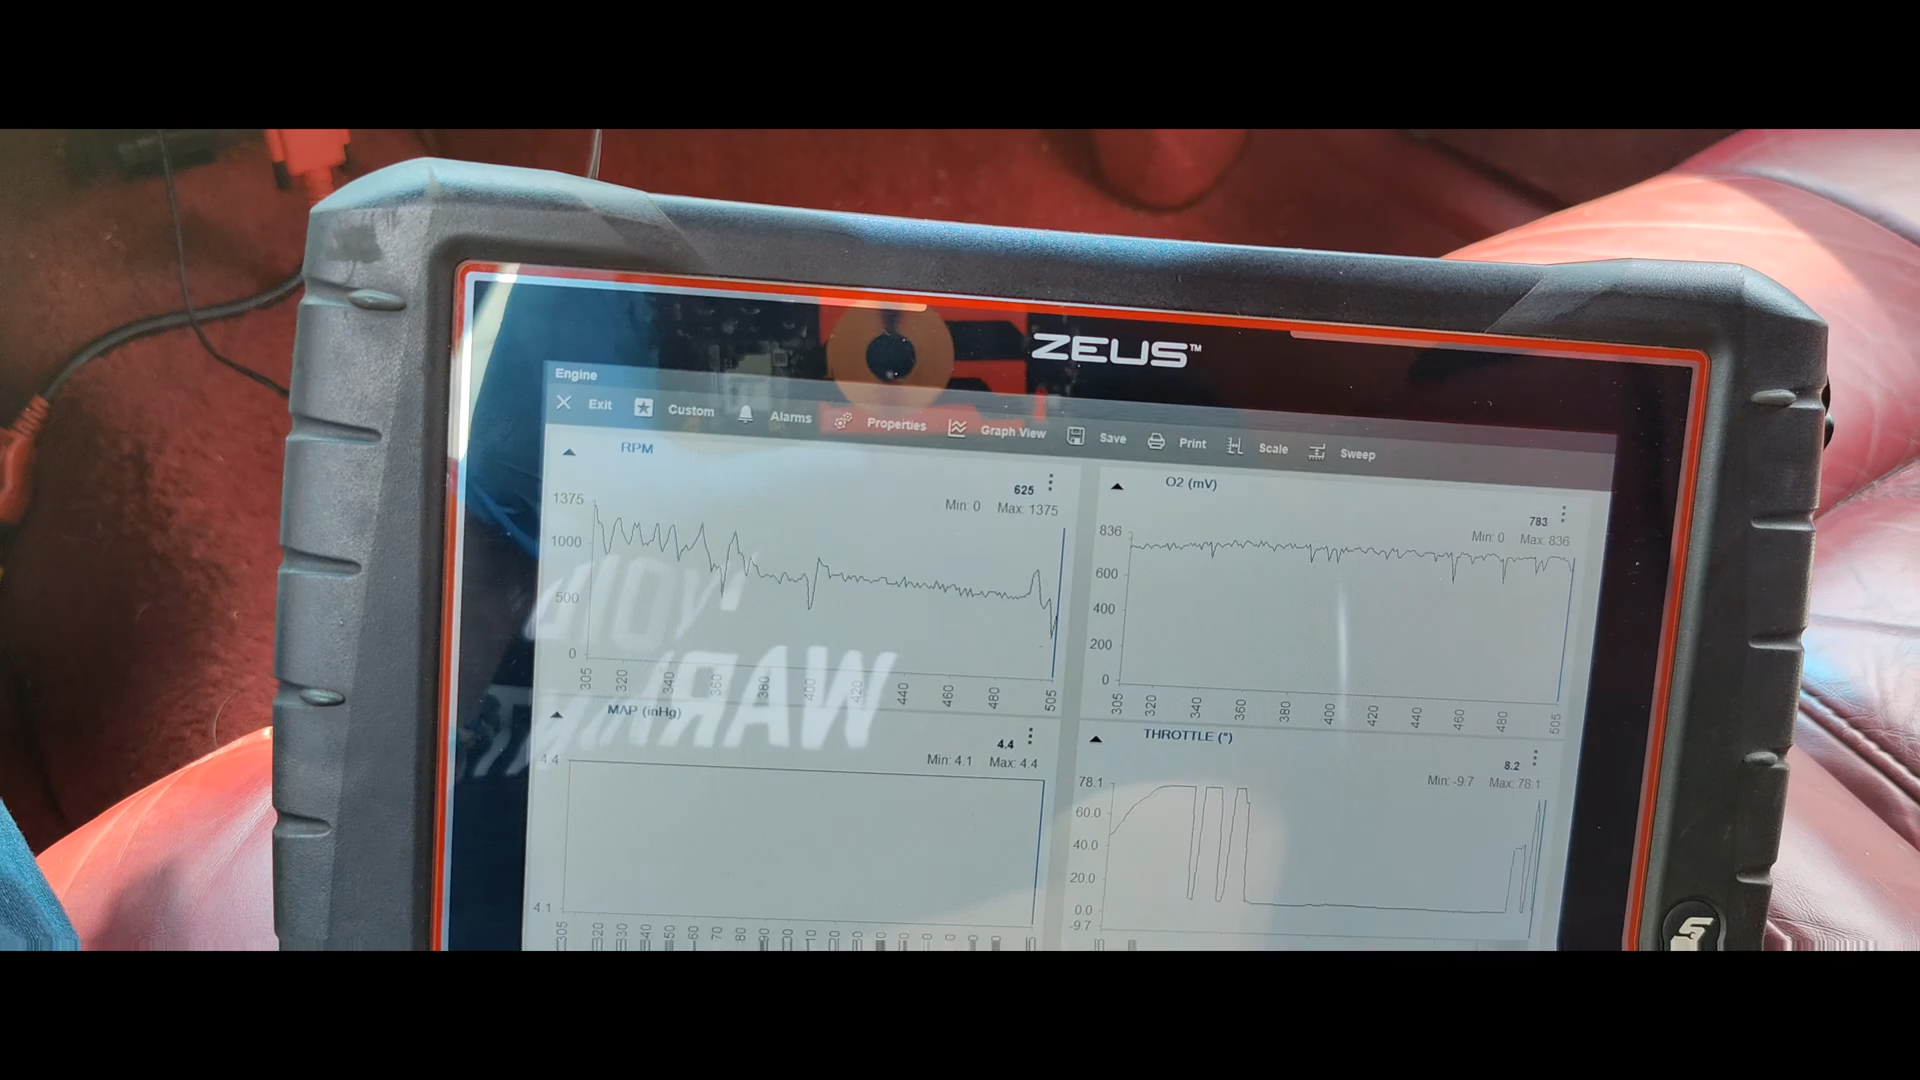 ZEUS™
Engine
Exit Custom Alarms Properties Graph View Save Print Scale Sweep
RPM
625
Min: 0 Max: 1375
1375
1000
500
0
305 320 340 360 380 400 420 440 460 480 505
O2 (mV)
783
Min: 0 Max: 836
836
600
400
200
0
305 320 340 360 380 400 420 440 460 480 505
MAP (inHg)
4.4
Min: 4.1 Max: 4.4
4.4
4.1
THROTTLE (°)
8.2
Min: -9.7 Max: 78.1
78.1
60.0
40.0
20.0
0.0
-9.7